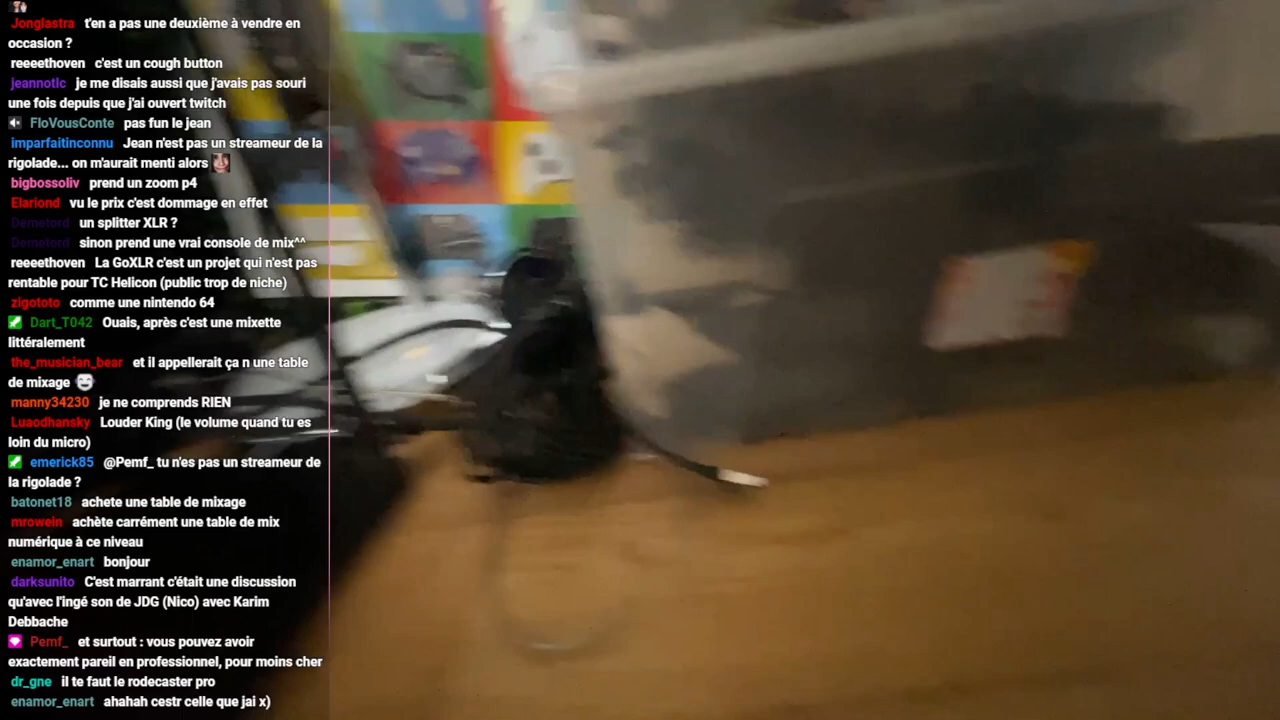 Jonglastra t'en a pas une deuxième à vendre en
occasion ?
reeeethoven c'est un cough button
jeannotlc je me disais aussi que j'avais pas souri
une fois depuis que j'ai ouvert twitch
FloVousConte pas fun le jean
imparfaitinconnu Jean n'est pas un streameur de la
rigolade... on m'aurait menti alors
bigbossoliv prend un zoom p4
Elariond vu le prix c'est dommage en effet
Demetord un splitter XLR ?
Demetord sinon prend une vrai console de mix^^
reeeethoven La GoXLR c'est un projet qui n'est pas
rentable pour TC Helicon (public trop de niche)
zigototo comme une nintendo 64
Dart_T042 Ouais, après c'est une mixette
littéralement
the_musician_bear et il appellerait ça n une table
de mixage
manny34230 je ne comprends RIEN
Luaodhansky Louder King (le volume quand tu es
loin du micro)
emerick85 @Pemf_ tu n'es pas un streameur de
la rigolade ?
batonet18 achete une table de mixage
mrowein achète carrément une table de mix
numérique à ce niveau
enamor_enart bonjour
darksunito C'est marrant c'était une discussion
qu'avec l'ingé son de JDG (Nico) avec Karim
Debbache
Pemf_ et surtout : vous pouvez avoir
exactement pareil en professionnel, pour moins cher
dr_gne il te faut le rodecaster pro
enamor_enart ahahah cestr celle que jai x)